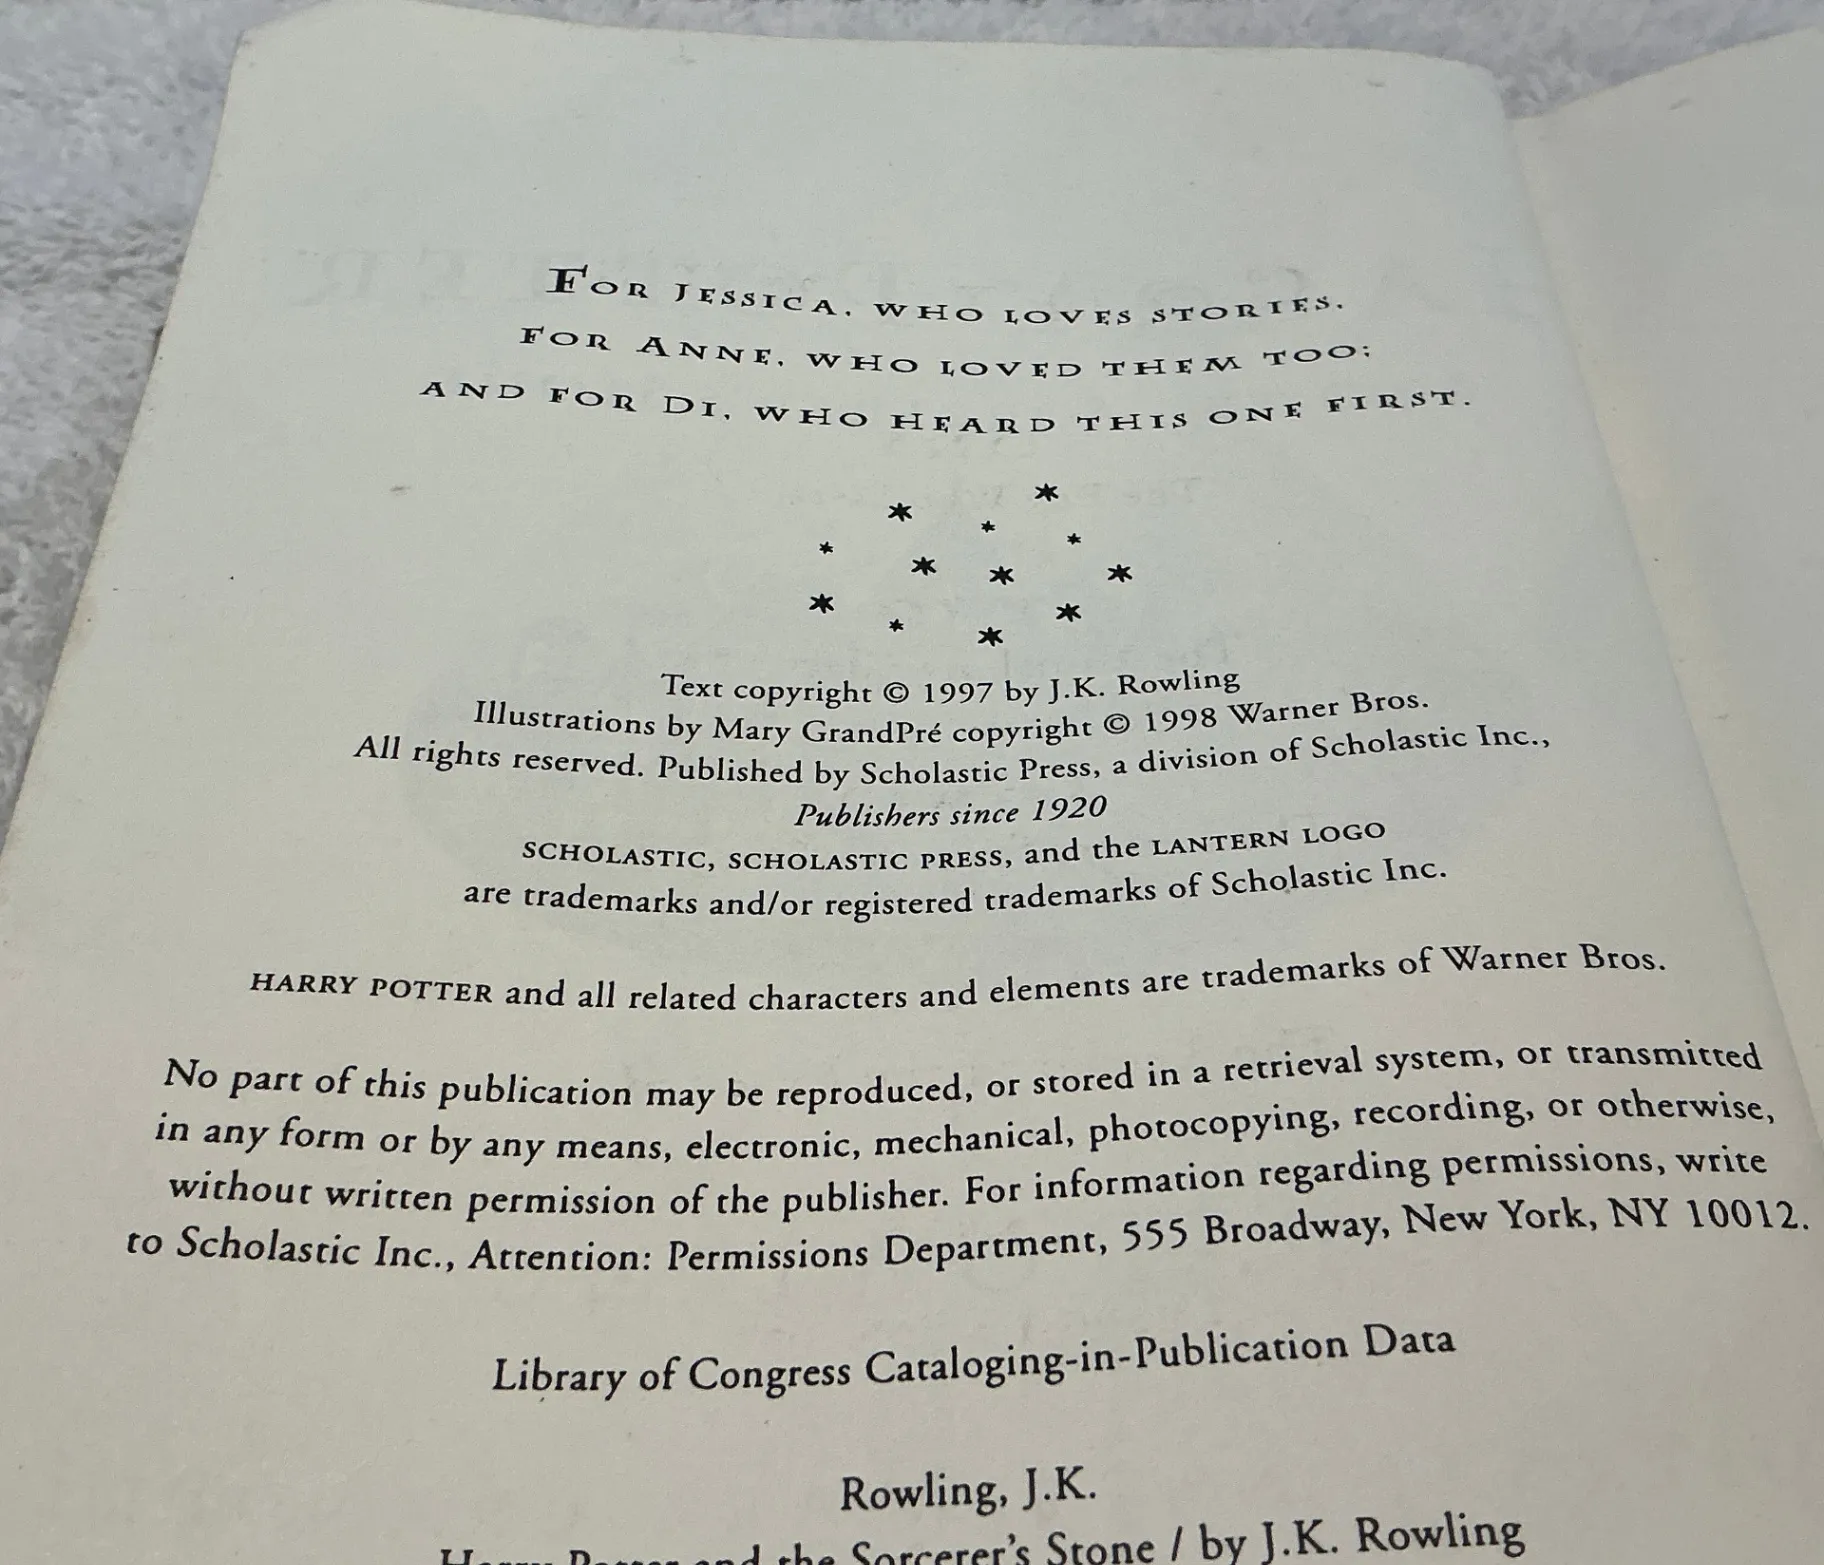 FOR JESSICA, WHO LOVES STORIES,
FOR ANNE, WHO LOVED THEM TOO;
AND FOR DI, WHO HEARD THIS ONE FIRST.
Text copyright © 1997 by J.K. Rowling
Illustrations by Mary GrandPré copyright © 1998 Warner Bros.
All rights reserved. Published by Scholastic Press, a division of Scholastic Inc.,
Publishers since 1920
SCHOLASTIC, SCHOLASTIC PRESS, and the LANTERN LOGO
are trademarks and/or registered trademarks of Scholastic Inc.
HARRY POTTER and all related characters and elements are trademarks of Warner Bros.
No part of this publication may be reproduced, or stored in a retrieval system, or transmitted
in any form or by any means, electronic, mechanical, photocopying, recording, or otherwise,
without written permission of the publisher. For information regarding permissions, write
to Scholastic Inc., Attention: Permissions Department, 555 Broadway, New York, NY 10012.
Library of Congress Cataloging-in-Publication Data
Rowling, J.K.
Harry Potter and the Sorcerer's Stone / by J.K. Rowling